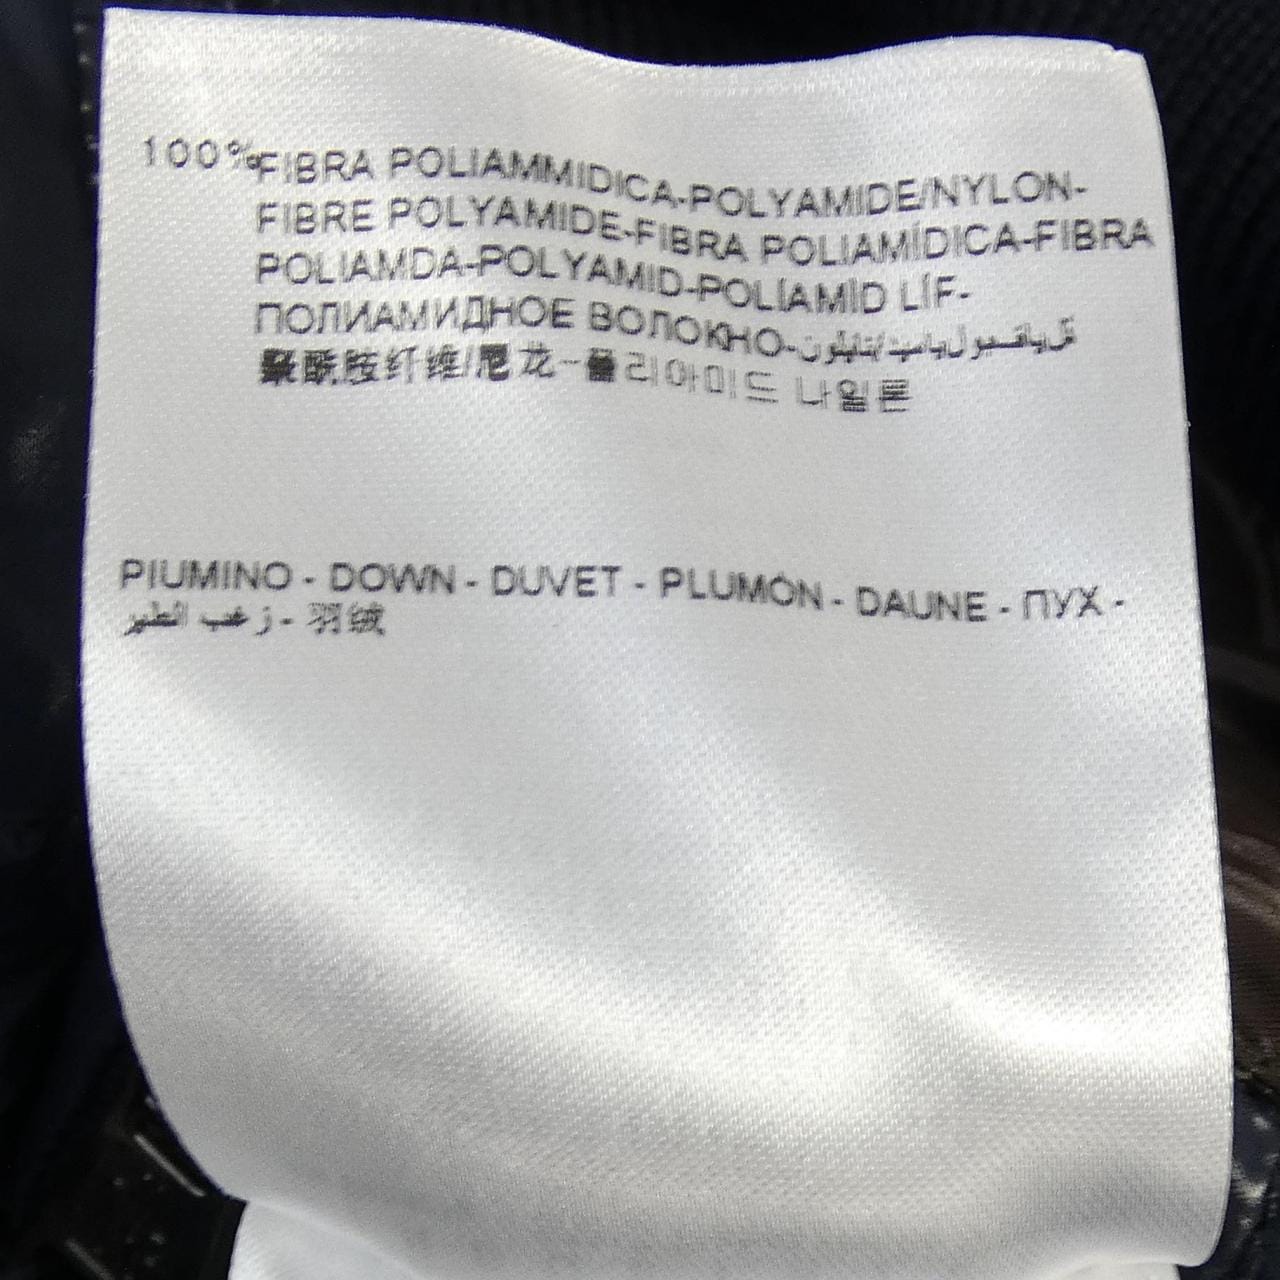 100% FIBRA POLIAMMIDICA-POLYAMIDE/NYLON-
FIBRE POLYAMIDE-FIBRA POLIAMÍDICA-FIBRA
POLIAMDA-POLYAMID-POLÍAMÍD LÍF-
ПОЛИАМИДНОЕ ВОЛОКНО-
聚酰胺纤维/尼龙-폴리아미드 나일론
PIUMINO - DOWN - DUVET - PLUMÓN - DAUNE - ПУХ -
زغب الطير - 羽绒